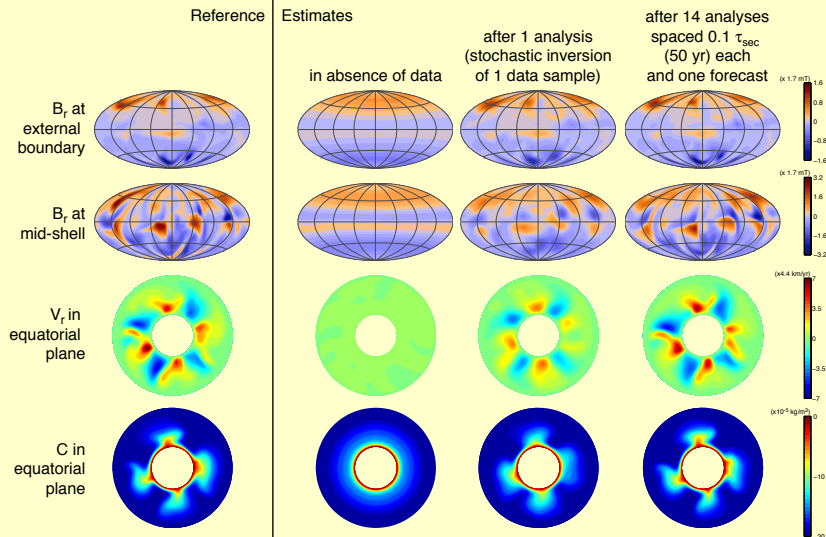 Reference
Estimates
in absence of data
after 1 analysis
(stochastic inversion
of 1 data sample)
after 14 analyses
spaced 0.1 τsec
(50 yr) each
and one forecast
Br at
external
boundary
(x 1.7 mT)
1.6
0.8
0
-0.8
-1.6
Br at
mid-shell
(x 1.7 mT)
3.2
1.6
0
-1.6
-3.2
Vr in
equatorial
plane
(x4.4 km/yr)
7
3.5
0
-3.5
-7
C in
equatorial
plane
(x10-5 kg/m3)
0
-10
-20